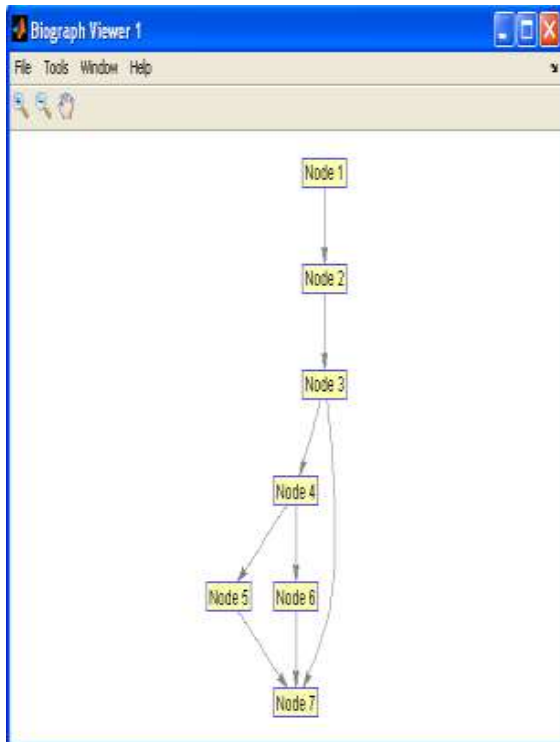 Biograph Viewer 1
File Tools Window Help
Node 1
Node 2
Node 3
Node 4
Node 5 Node 6
Node 7